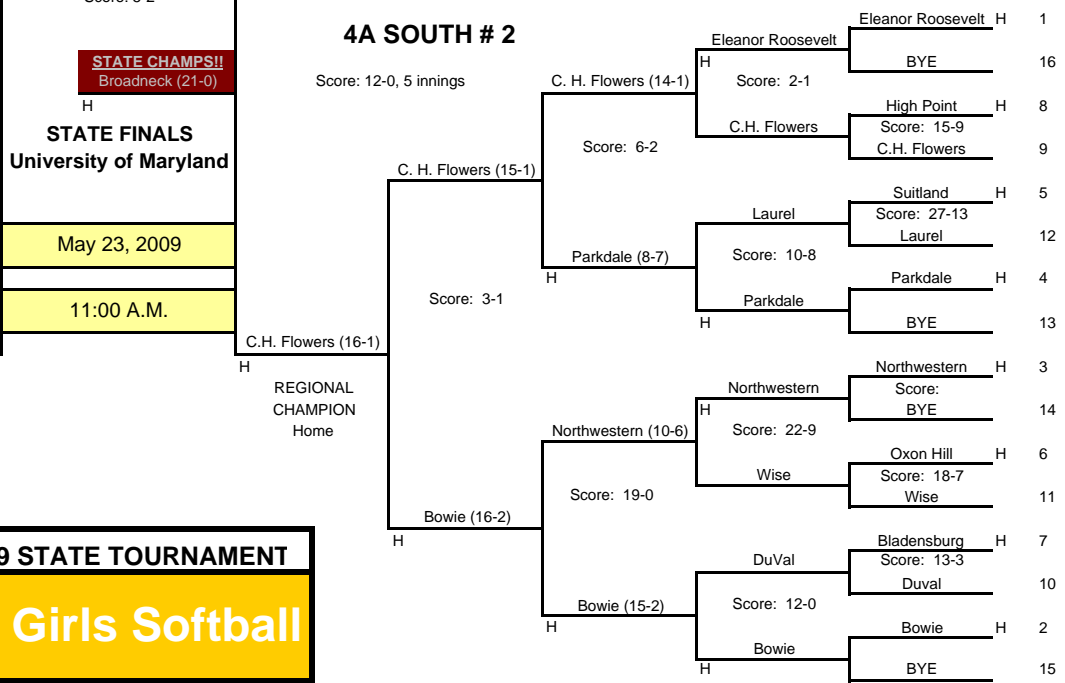 4A SOUTH # 2
STATE CHAMPS!!
Broadneck (21-0)
H
STATE FINALS
University of Maryland
May 23, 2009
11:00 A.M.
Score: 12-0, 5 innings
C.H. Flowers (16-1)
H
REGIONAL
CHAMPION
Home
C. H. Flowers (15-1)
Score: 3-1
Bowie (16-2)
H
C. H. Flowers (14-1)
Score: 6-2
Parkdale (8-7)
H
Northwestern (10-6)
Score: 19-0
Bowie (15-2)
H
Eleanor Roosevelt
H
Score: 2-1
C.H. Flowers
Laurel
Score: 10-8
Parkdale
H
Northwestern
H
Score: 22-9
Wise
DuVal
Score: 12-0
Bowie
H
Eleanor Roosevelt H 1
BYE 16
High Point H 8
Score: 15-9
C.H. Flowers 9
Suitland H 5
Score: 27-13
Laurel 12
Parkdale H 4
BYE 13
Northwestern H 3
Score:
BYE 14
Oxon Hill H 6
Score: 18-7
Wise 11
Bladensburg H 7
Score: 13-3
Duval 10
Bowie H 2
BYE 15
9 STATE TOURNAMENT
Girls Softball